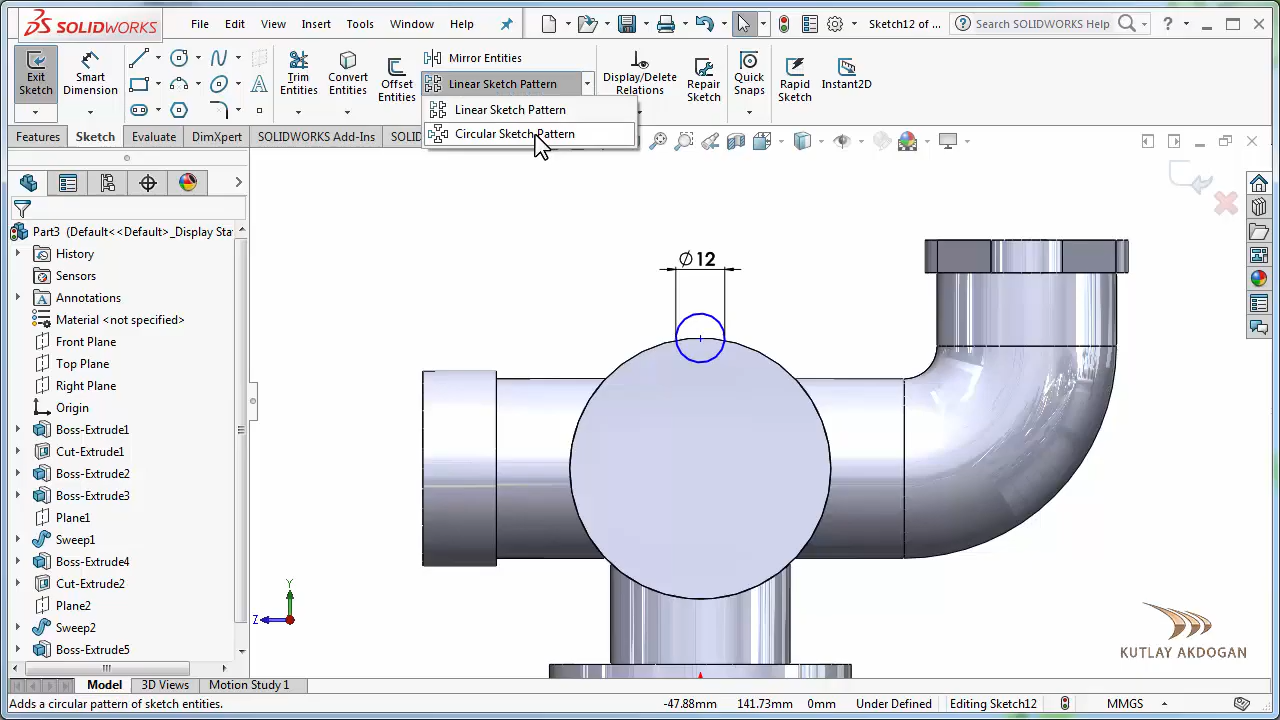 SOLIDWORKS
File
Edit
View
Insert
Tools
Window
Help
Sketch12 of ...
Search SOLIDWORKS Help
Exit Sketch
Smart Dimension
Trim Entities
Convert Entities
Offset Entities
Mirror Entities
Linear Sketch Pattern
Display/Delete Relations
Repair Sketch
Quick Snaps
Rapid Sketch
Instant2D
Linear Sketch Pattern
Circular Sketch Pattern
Features
Sketch
Evaluate
DimXpert
SOLIDWORKS Add-Ins
SOLID
Part3 (Default<<Default>_Display Sta
History
Sensors
Annotations
Material <not specified>
Front Plane
Top Plane
Right Plane
Origin
Boss-Extrude1
Cut-Extrude1
Boss-Extrude2
Boss-Extrude3
Plane1
Sweep1
Boss-Extrude4
Cut-Extrude2
Plane2
Sweep2
Boss-Extrude5
∅12
Y
Z
KUTLAY AKDOGAN
Model
3D Views
Motion Study 1
Adds a circular pattern of sketch entities.
-47.88mm
141.73mm
0mm
Under Defined
Editing Sketch12
MMGS